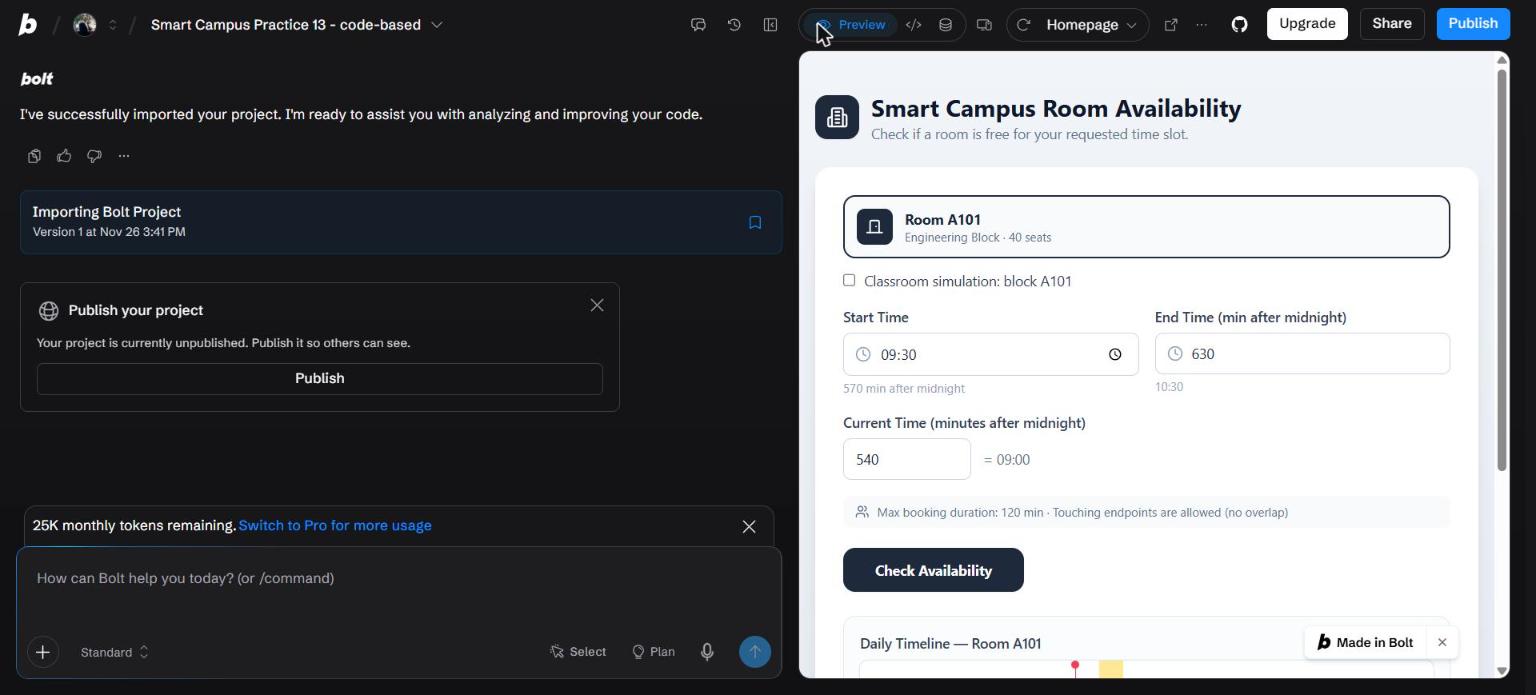 b / / Smart Campus Practice 13 - code-based
Preview
Homepage
Upgrade
Share
Publish
bolt
I've successfully imported your project. I'm ready to assist you with analyzing and improving your code.
Importing Bolt Project
Version 1 at Nov 26 3:41 PM
Publish your project
Your project is currently unpublished. Publish it so others can see.
Publish
25K monthly tokens remaining. Switch to Pro for more usage
How can Bolt help you today? (or /command)
Standard
Select
Plan
Smart Campus Room Availability
Check if a room is free for your requested time slot.
Room A101
Engineering Block · 40 seats
Classroom simulation: block A101
Start Time
09:30
570 min after midnight
End Time (min after midnight)
630
10:30
Current Time (minutes after midnight)
540 = 09:00
Max booking duration: 120 min · Touching endpoints are allowed (no overlap)
Check Availability
Daily Timeline — Room A101
b Made in Bolt